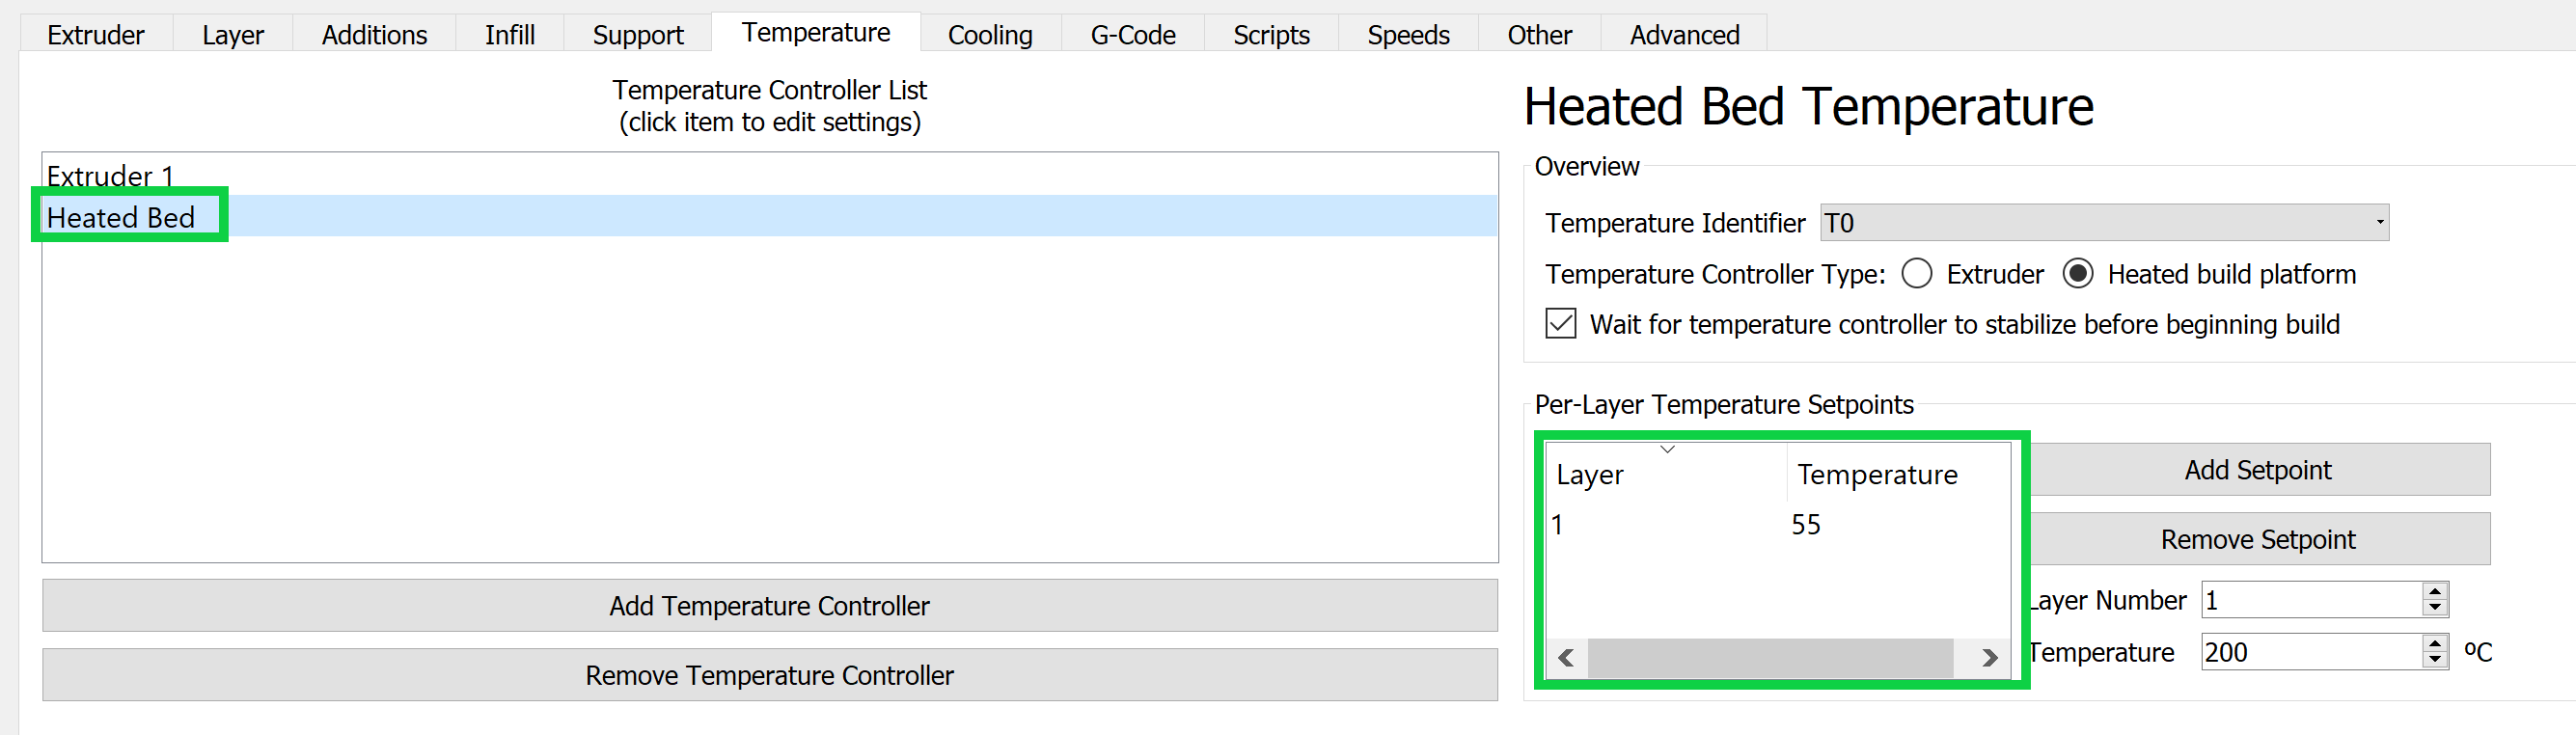 Extruder Layer Additions Infill Support Temperature Cooling G-Code Scripts Speeds Other Advanced
Temperature Controller List
(click item to edit settings)
Extruder 1
Heated Bed
Add Temperature Controller
Remove Temperature Controller
Heated Bed Temperature
Overview
Temperature Identifier T0
Temperature Controller Type: Extruder Heated build platform
Wait for temperature controller to stabilize before beginning build
Per-Layer Temperature Setpoints
Layer Temperature
1 55
Add Setpoint
Remove Setpoint
Layer Number 1
Temperature 200 ºC